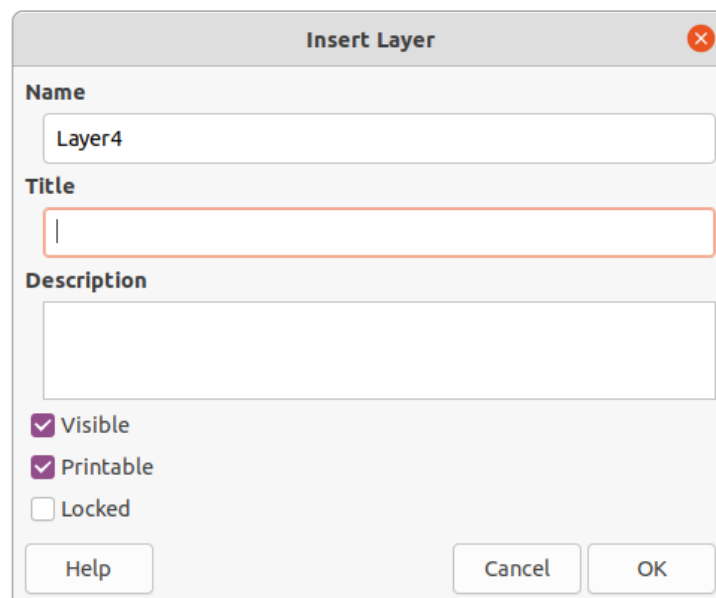 Insert Layer
Name
Layer4
Title
Description
Visible
Printable
Locked
Help Cancel OK